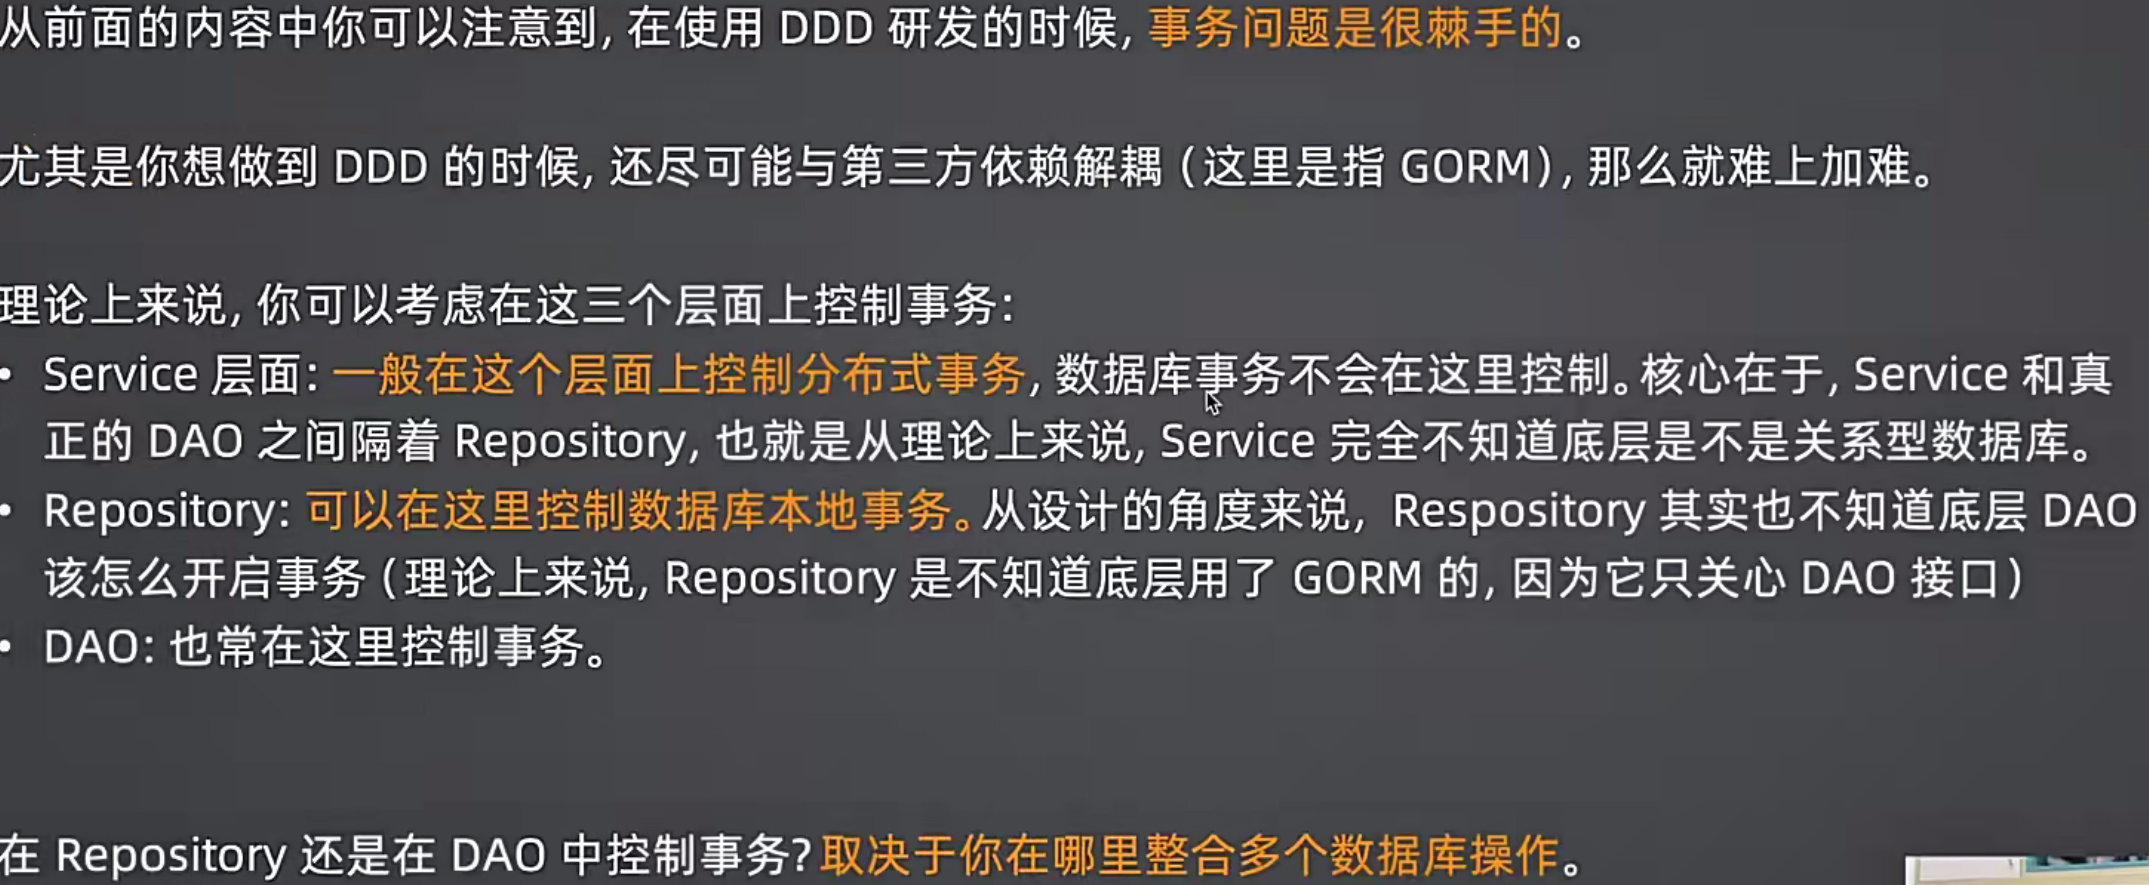 从前面的内容中你可以注意到, 在使用 DDD 研发的时候, 事务问题是很棘手的。
尤其是你想做到 DDD 的时候, 还尽可能与第三方依赖解耦 (这里是指 GORM), 那么就难上加难。
理论上来说, 你可以考虑在这三个层面上控制事务:
• Service 层面: 一般在这个层面上控制分布式事务, 数据库事务不会在这里控制。核心在于, Service 和真
正的 DAO 之间隔着 Repository, 也就是从理论上来说, Service 完全不知道底层是不是关系型数据库。
• Repository: 可以在这里控制数据库本地事务。从设计的角度来说, Respository 其实也不知道底层 DAO
该怎么开启事务 (理论上来说, Repository 是不知道底层用了 GORM 的, 因为它只关心 DAO 接口)
• DAO: 也常在这里控制事务。
在 Repository 还是在 DAO 中控制事务? 取决于你在哪里整合多个数据库操作。